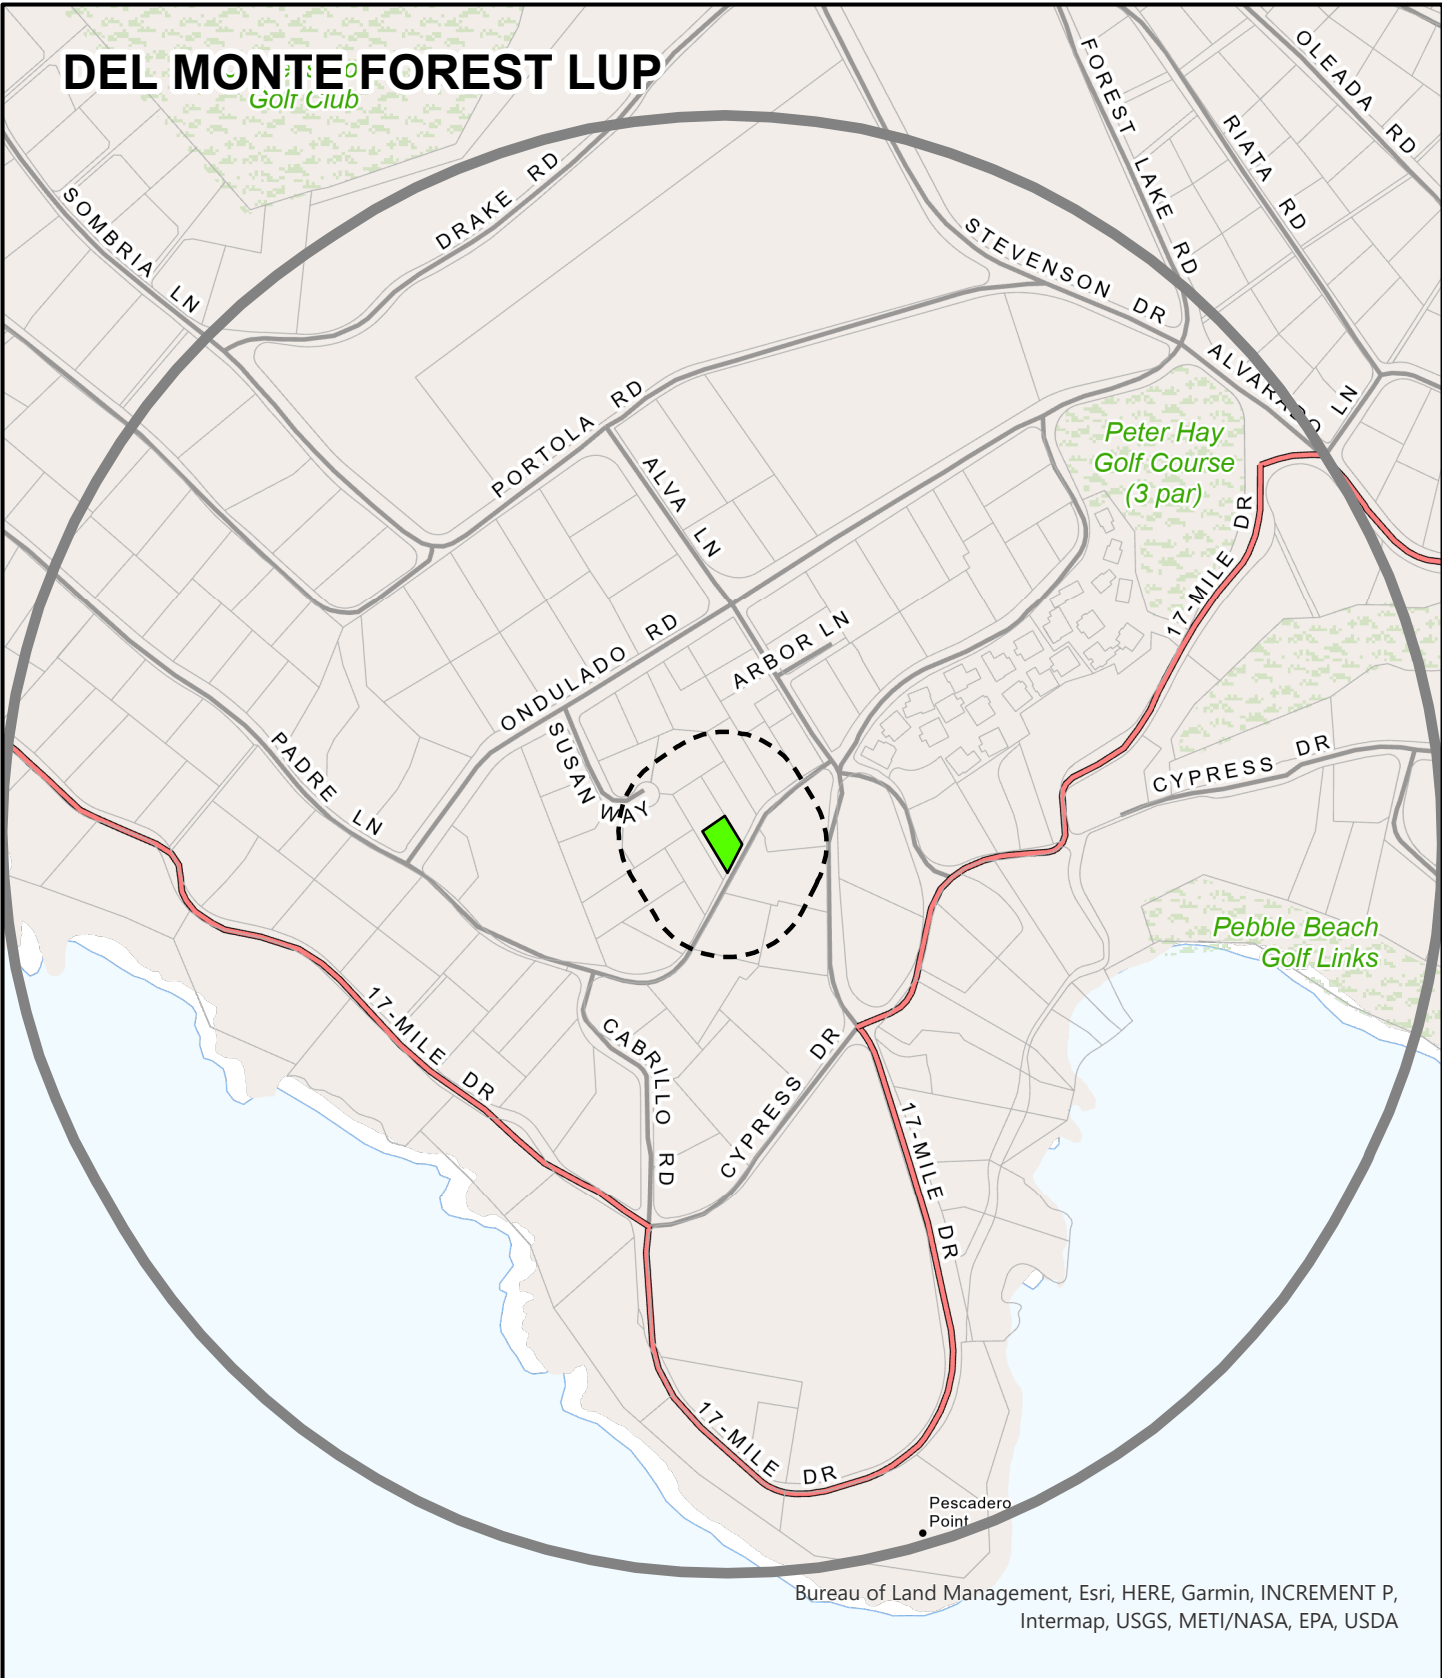 DEL MONTE FOREST LUP
Golf Club
DRAKE RD
SOMBRIA LN
FOREST LAKE RD
OLEADA RD
RIATA RD
STEVENSON DR
ALVARADO LN
PORTOLA RD
ALVA LN
Peter Hay
Golf Course
(3 par)
17-MILE DR
ARBOR LN
ONDULADO RD
SUSAN WAY
PADRE LN
CYPRESS DR
Pebble Beach
Golf Links
17-MILE DR
CABRILLO RD
CYPRESS DR
17-MILE DR
17-MILE DR
Pescadero
Point
Bureau of Land Management, Esri, HERE, Garmin, INCREMENT P,
Intermap, USGS, METI/NASA, EPA, USDA